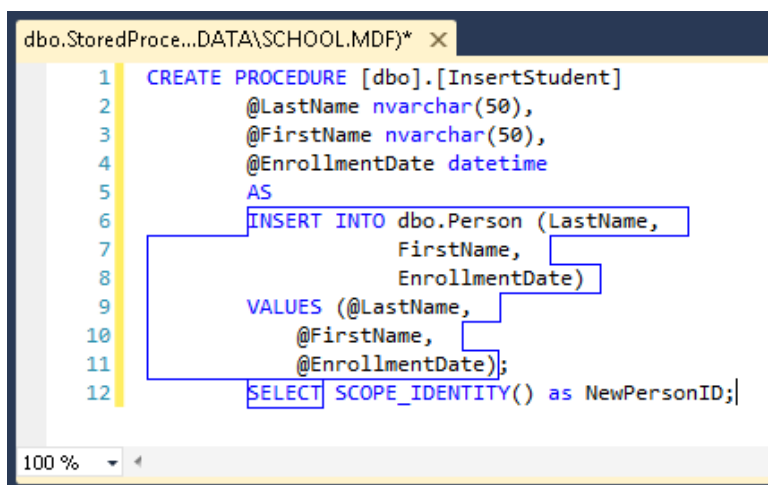 dbo.StoredProce...DATA\SCHOOL.MDF)* ×
1 CREATE PROCEDURE [dbo].[InsertStudent]
2 @LastName nvarchar(50),
3 @FirstName nvarchar(50),
4 @EnrollmentDate datetime
5 AS
6 INSERT INTO dbo.Person (LastName,
7 FirstName,
8 EnrollmentDate)
9 VALUES (@LastName,
10 @FirstName,
11 @EnrollmentDate);
12 SELECT SCOPE_IDENTITY() as NewPersonID;
100 %